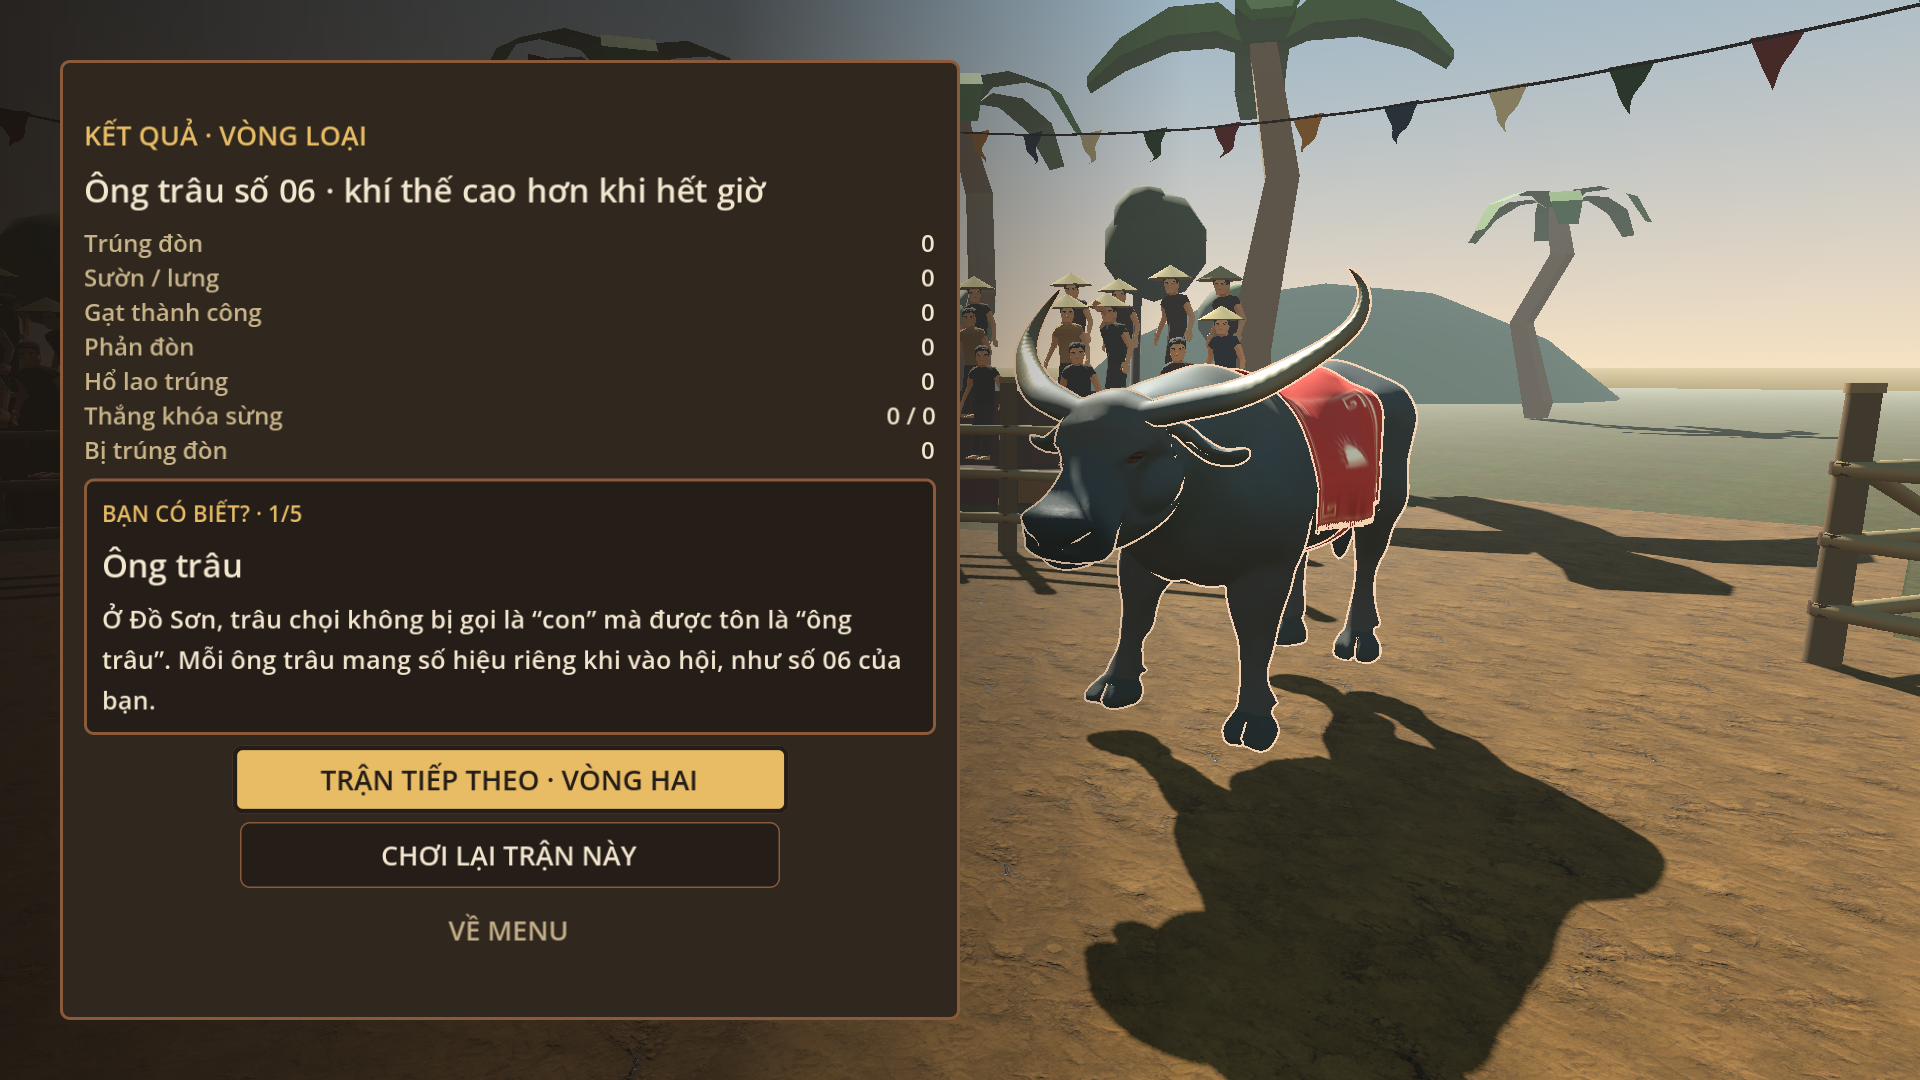 KẾT QUẢ · VÒNG LOẠI
Ông trâu số 06 · khí thế cao hơn khi hết giờ
Trúng đòn 0
Sườn / lưng 0
Gạt thành công 0
Phản đòn 0
Hổ lao trúng 0
Thắng khóa sừng 0 / 0
Bị trúng đòn 0
BẠN CÓ BIẾT? · 1/5
Ông trâu
Ở Đồ Sơn, trâu chọi không bị gọi là “con” mà được tôn là “ông
trâu”. Mỗi ông trâu mang số hiệu riêng khi vào hội, như số 06 của
bạn.
TRẬN TIẾP THEO · VÒNG HAI
CHƠI LẠI TRẬN NÀY
VỀ MENU